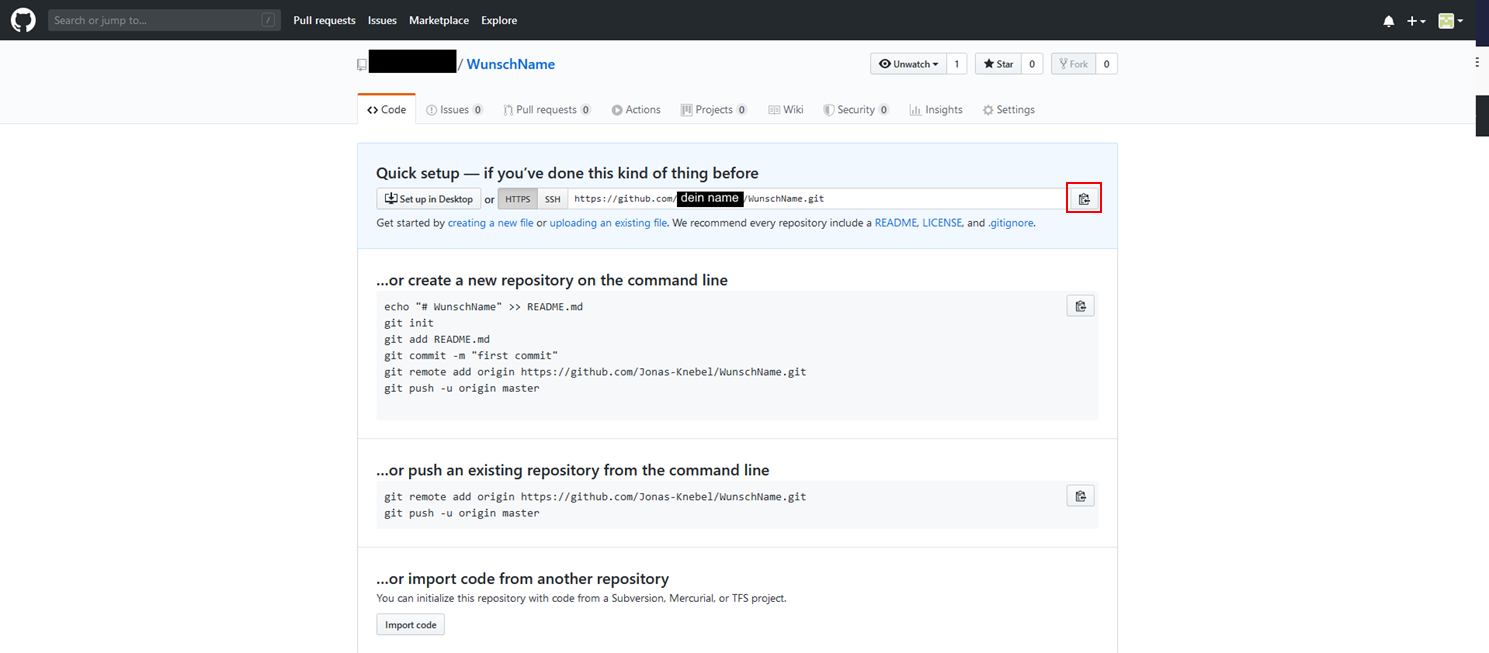 Search or jump to... / Pull requests Issues Marketplace Explore
/ WunschName Unwatch 1 Star 0 Fork 0
Code Issues 0 Pull requests 0 Actions Projects 0 Wiki Security 0 Insights Settings
Quick setup — if you’ve done this kind of thing before
Set up in Desktop or HTTPS SSH https://github.com/ dein name /WunschName.git
Get started by creating a new file or uploading an existing file. We recommend every repository include a README, LICENSE, and .gitignore.
…or create a new repository on the command line
echo "# WunschName" >> README.md
git init
git add README.md
git commit -m "first commit"
git remote add origin https://github.com/Jonas-Knebel/WunschName.git
git push -u origin master
…or push an existing repository from the command line
git remote add origin https://github.com/Jonas-Knebel/WunschName.git
git push -u origin master
…or import code from another repository
You can initialize this repository with code from a Subversion, Mercurial, or TFS project.
Import code